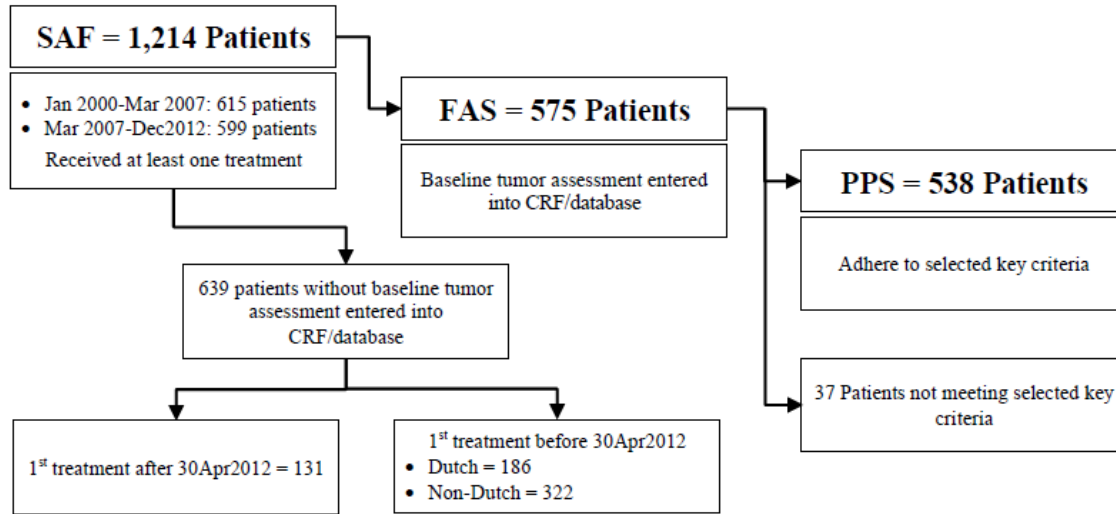 SAF = 1,214 Patients
• Jan 2000-Mar 2007: 615 patients
• Mar 2007-Dec2012: 599 patients
Received at least one treatment
FAS = 575 Patients
Baseline tumor assessment entered
into CRF/database
PPS = 538 Patients
Adhere to selected key criteria
639 patients without baseline tumor
assessment entered into
CRF/database
37 Patients not meeting selected key
criteria
1st treatment after 30Apr2012 = 131
1st treatment before 30Apr2012
• Dutch = 186
• Non-Dutch = 322